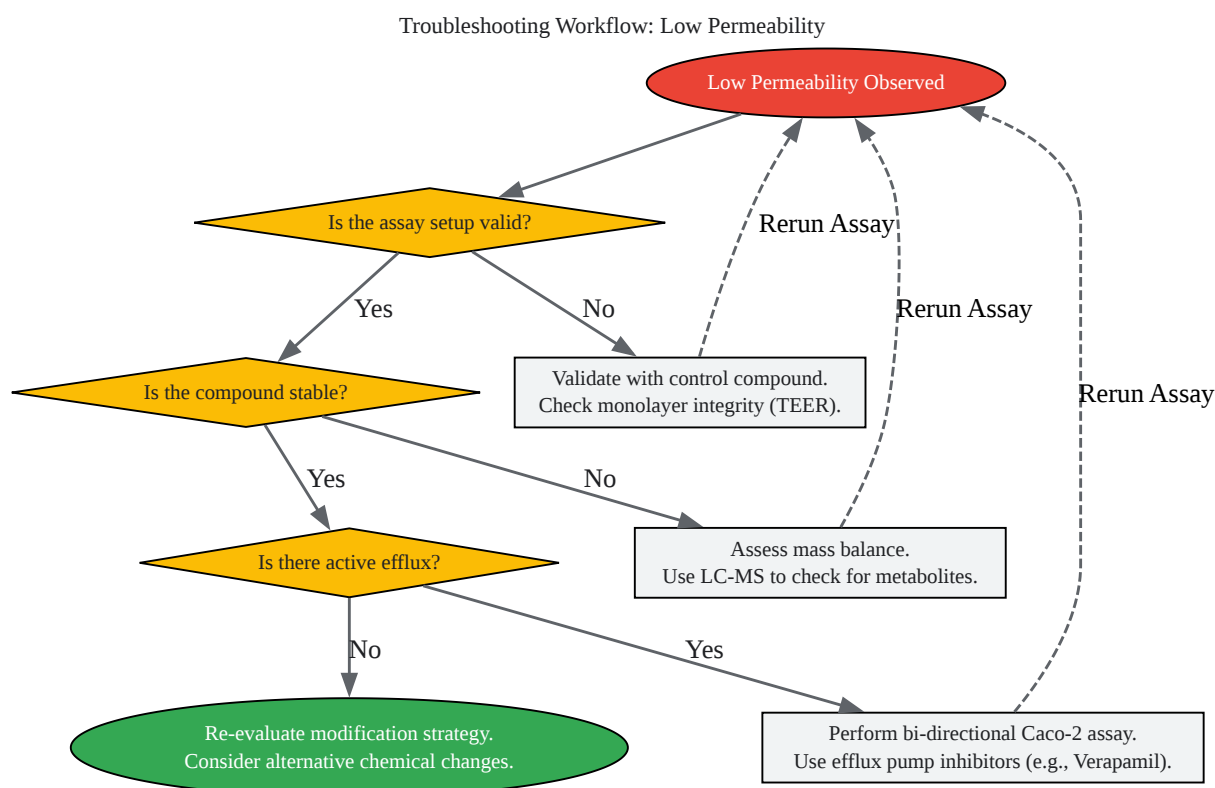 Troubleshooting Workflow: Low Permeability
Low Permeability Observed
Is the assay setup valid?
Rerun Assay
Yes
No
Rerun Assay
Is the compound stable?
Validate with control compound.
Check monolayer integrity (TEER).
Rerun Assay
Yes
No
Is there active efflux?
Assess mass balance.
Use LC-MS to check for metabolites.
No
Yes
Re-evaluate modification strategy.
Consider alternative chemical changes.
Perform bi-directional Caco-2 assay.
Use efflux pump inhibitors (e.g., Verapamil).